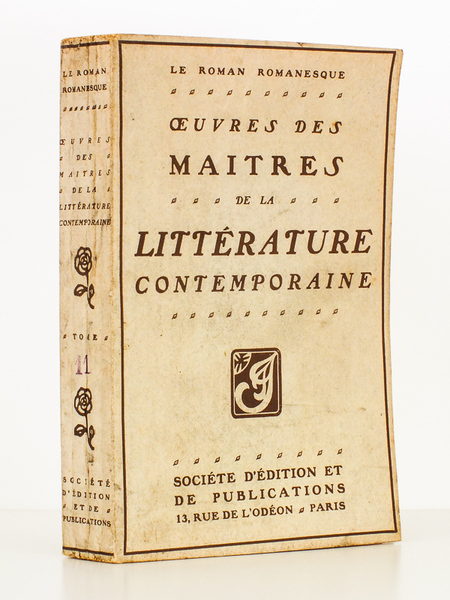 LE ROMAN
ROMANESQUE
ŒUVRES
DES
MAITRES
DE LA
LITTÉRATURE
CONTEMPORAINE
TOME
11
SOCIÉTÉ
D'ÉDITION
ET DE
PUBLICATIONS
LE ROMAN ROMANESQUE
ŒUVRES DES
MAITRES
DE LA
LITTÉRATURE
CONTEMPORAINE
SOCIÉTE D'ÉDITION ET
DE PUBLICATIONS
13, RUE DE L'ODÉON PARIS